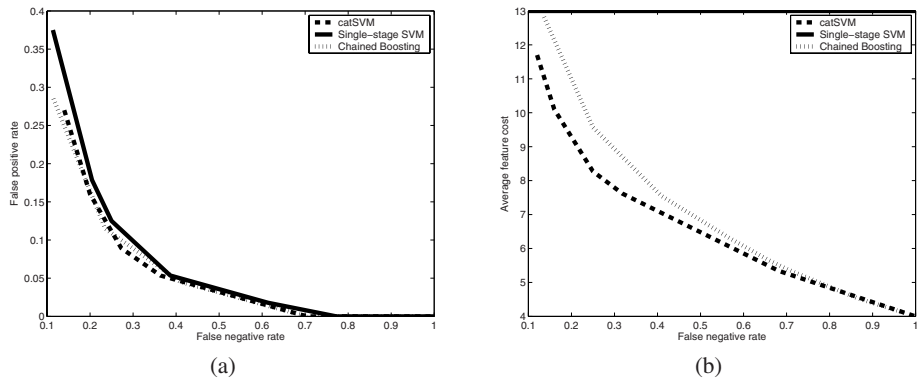 0.4
0.35
0.3
0.25
0.2
0.15
0.1
0.05
0
False positive rate
0.1 0.2 0.3 0.4 0.5 0.6 0.7 0.8 0.9 1
False negative rate
catSVM
Single−stage SVM
Chained Boosting
(a)
13
12
11
10
9
8
7
6
5
4
Average feature cost
0.1 0.2 0.3 0.4 0.5 0.6 0.7 0.8 0.9 1
False negative rate
catSVM
Single−stage SVM
Chained Boosting
(b)